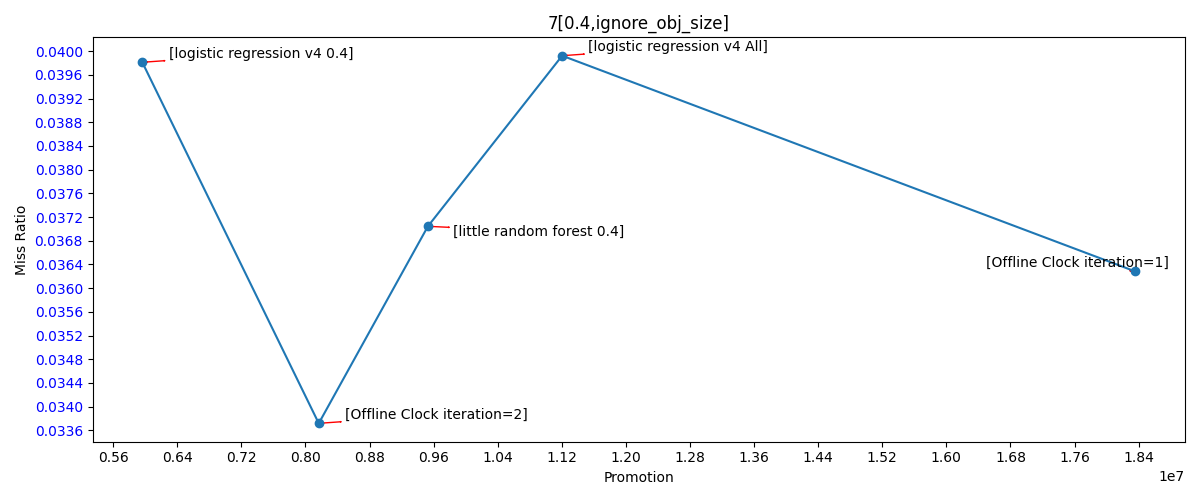 7[0.4,ignore_obj_size]
[logistic regression v4 0.4]
[logistic regression v4 All]
[little random forest 0.4]
[Offline Clock iteration=1]
[Offline Clock iteration=2]
Miss Ratio
0.0400
0.0396
0.0392
0.0388
0.0384
0.0380
0.0376
0.0372
0.0368
0.0364
0.0360
0.0356
0.0352
0.0348
0.0344
0.0340
0.0336
0.56 0.64 0.72 0.80 0.88 0.96 1.04 1.12 1.20 1.28 1.36 1.44 1.52 1.60 1.68 1.76 1.84
1e7
Promotion